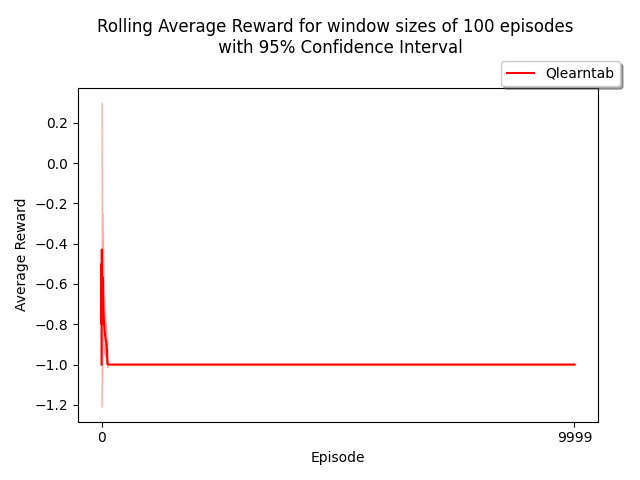 Rolling Average Reward for window sizes of 100 episodes
with 95% Confidence Interval
Qlearntab
0.2
0.0
−0.2
−0.4
−0.6
−0.8
−1.0
−1.2
Average Reward
0 9999
Episode